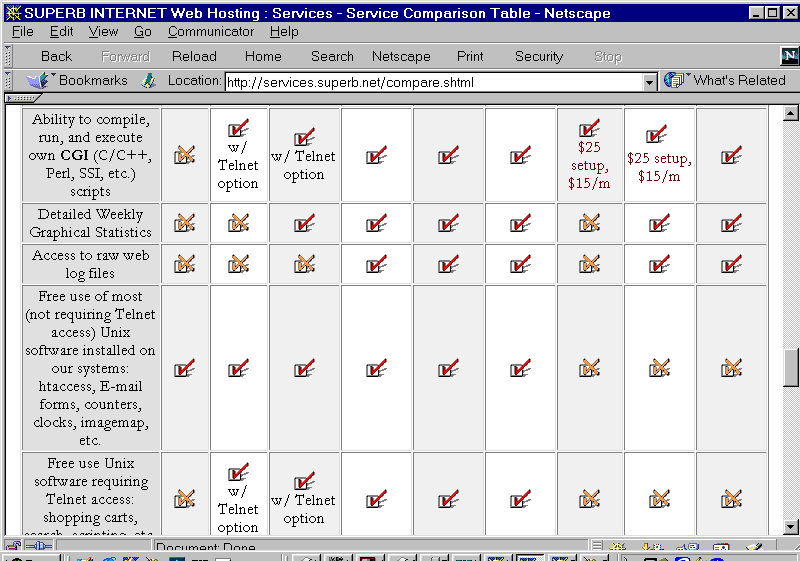 SUPERB INTERNET Web Hosting : Services - Service Comparison Table - Netscape
File Edit View Go Communicator Help
Back Forward Reload Home Search Netscape Print Security Stop
N
Bookmarks Location: http://services.superb.net/compare.shtml What's Related
Ability to compile,
run, and execute
own CGI (C/C++,
Perl, SSI, etc.)
scripts
w/
Telnet
option
w/ Telnet
option
$25
setup,
$15/m
$25 setup,
$15/m
Detailed Weekly
Graphical Statistics
Access to raw web
log files
Free use of most
(not requiring Telnet
access) Unix
software installed on
our systems:
htaccess, E-mail
forms, counters,
clocks, imagemap,
etc.
Free use Unix
software requiring
Telnet access:
shopping carts,
search, scripting, etc
w/
Telnet
option
w/ Telnet
option
Document: Done